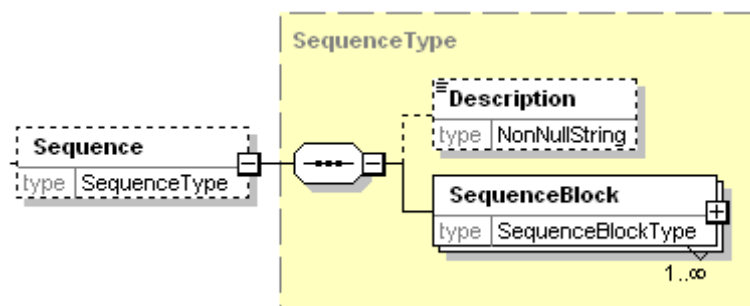 SequenceType
Description
type NonNullString
Sequence
type SequenceType
SequenceBlock
type SequenceBlockType
1..∞